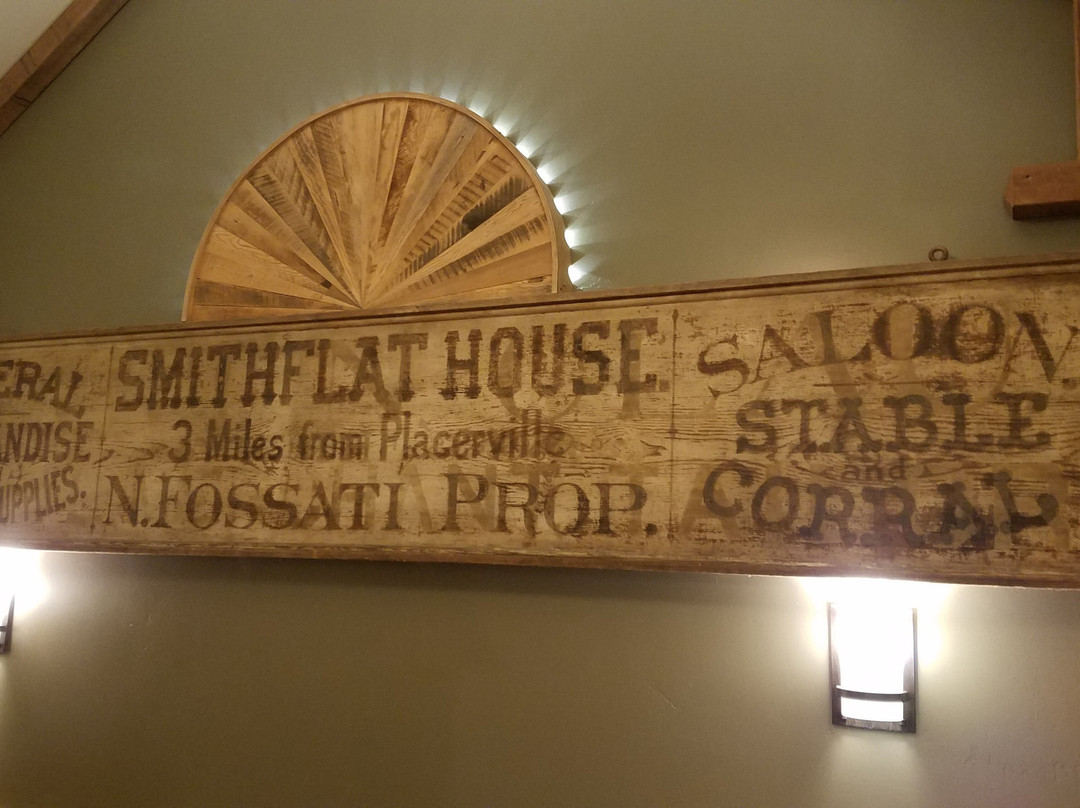 ERAL
ANDISE
UPPLIES.
SMITHFLAT HOUSE.
3 Miles from Placerville
N. FOSSATI PROP.
SALOON.
STABLE
and
CORRAL